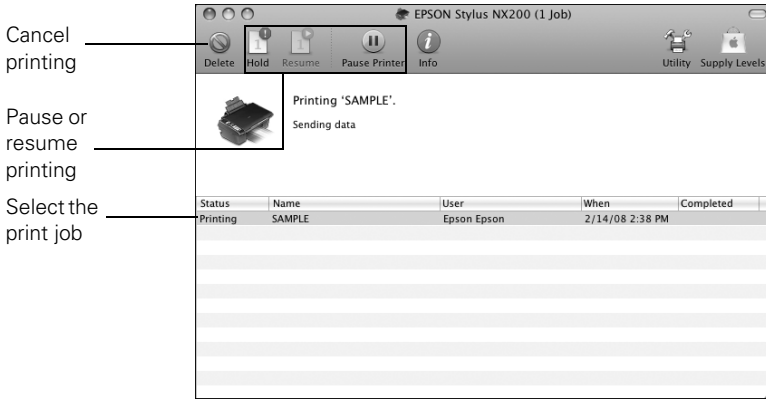 EPSON Stylus NX200 (1 Job)
Cancel
printing
Delete
Hold
Resume
Pause Printer
Info
Utility
Supply Levels
Pause or
resume
printing
Printing ‘SAMPLE’.
Sending data
Select the
print job
Status Name User When Completed
Printing SAMPLE Epson Epson 2/14/08 2:38 PM